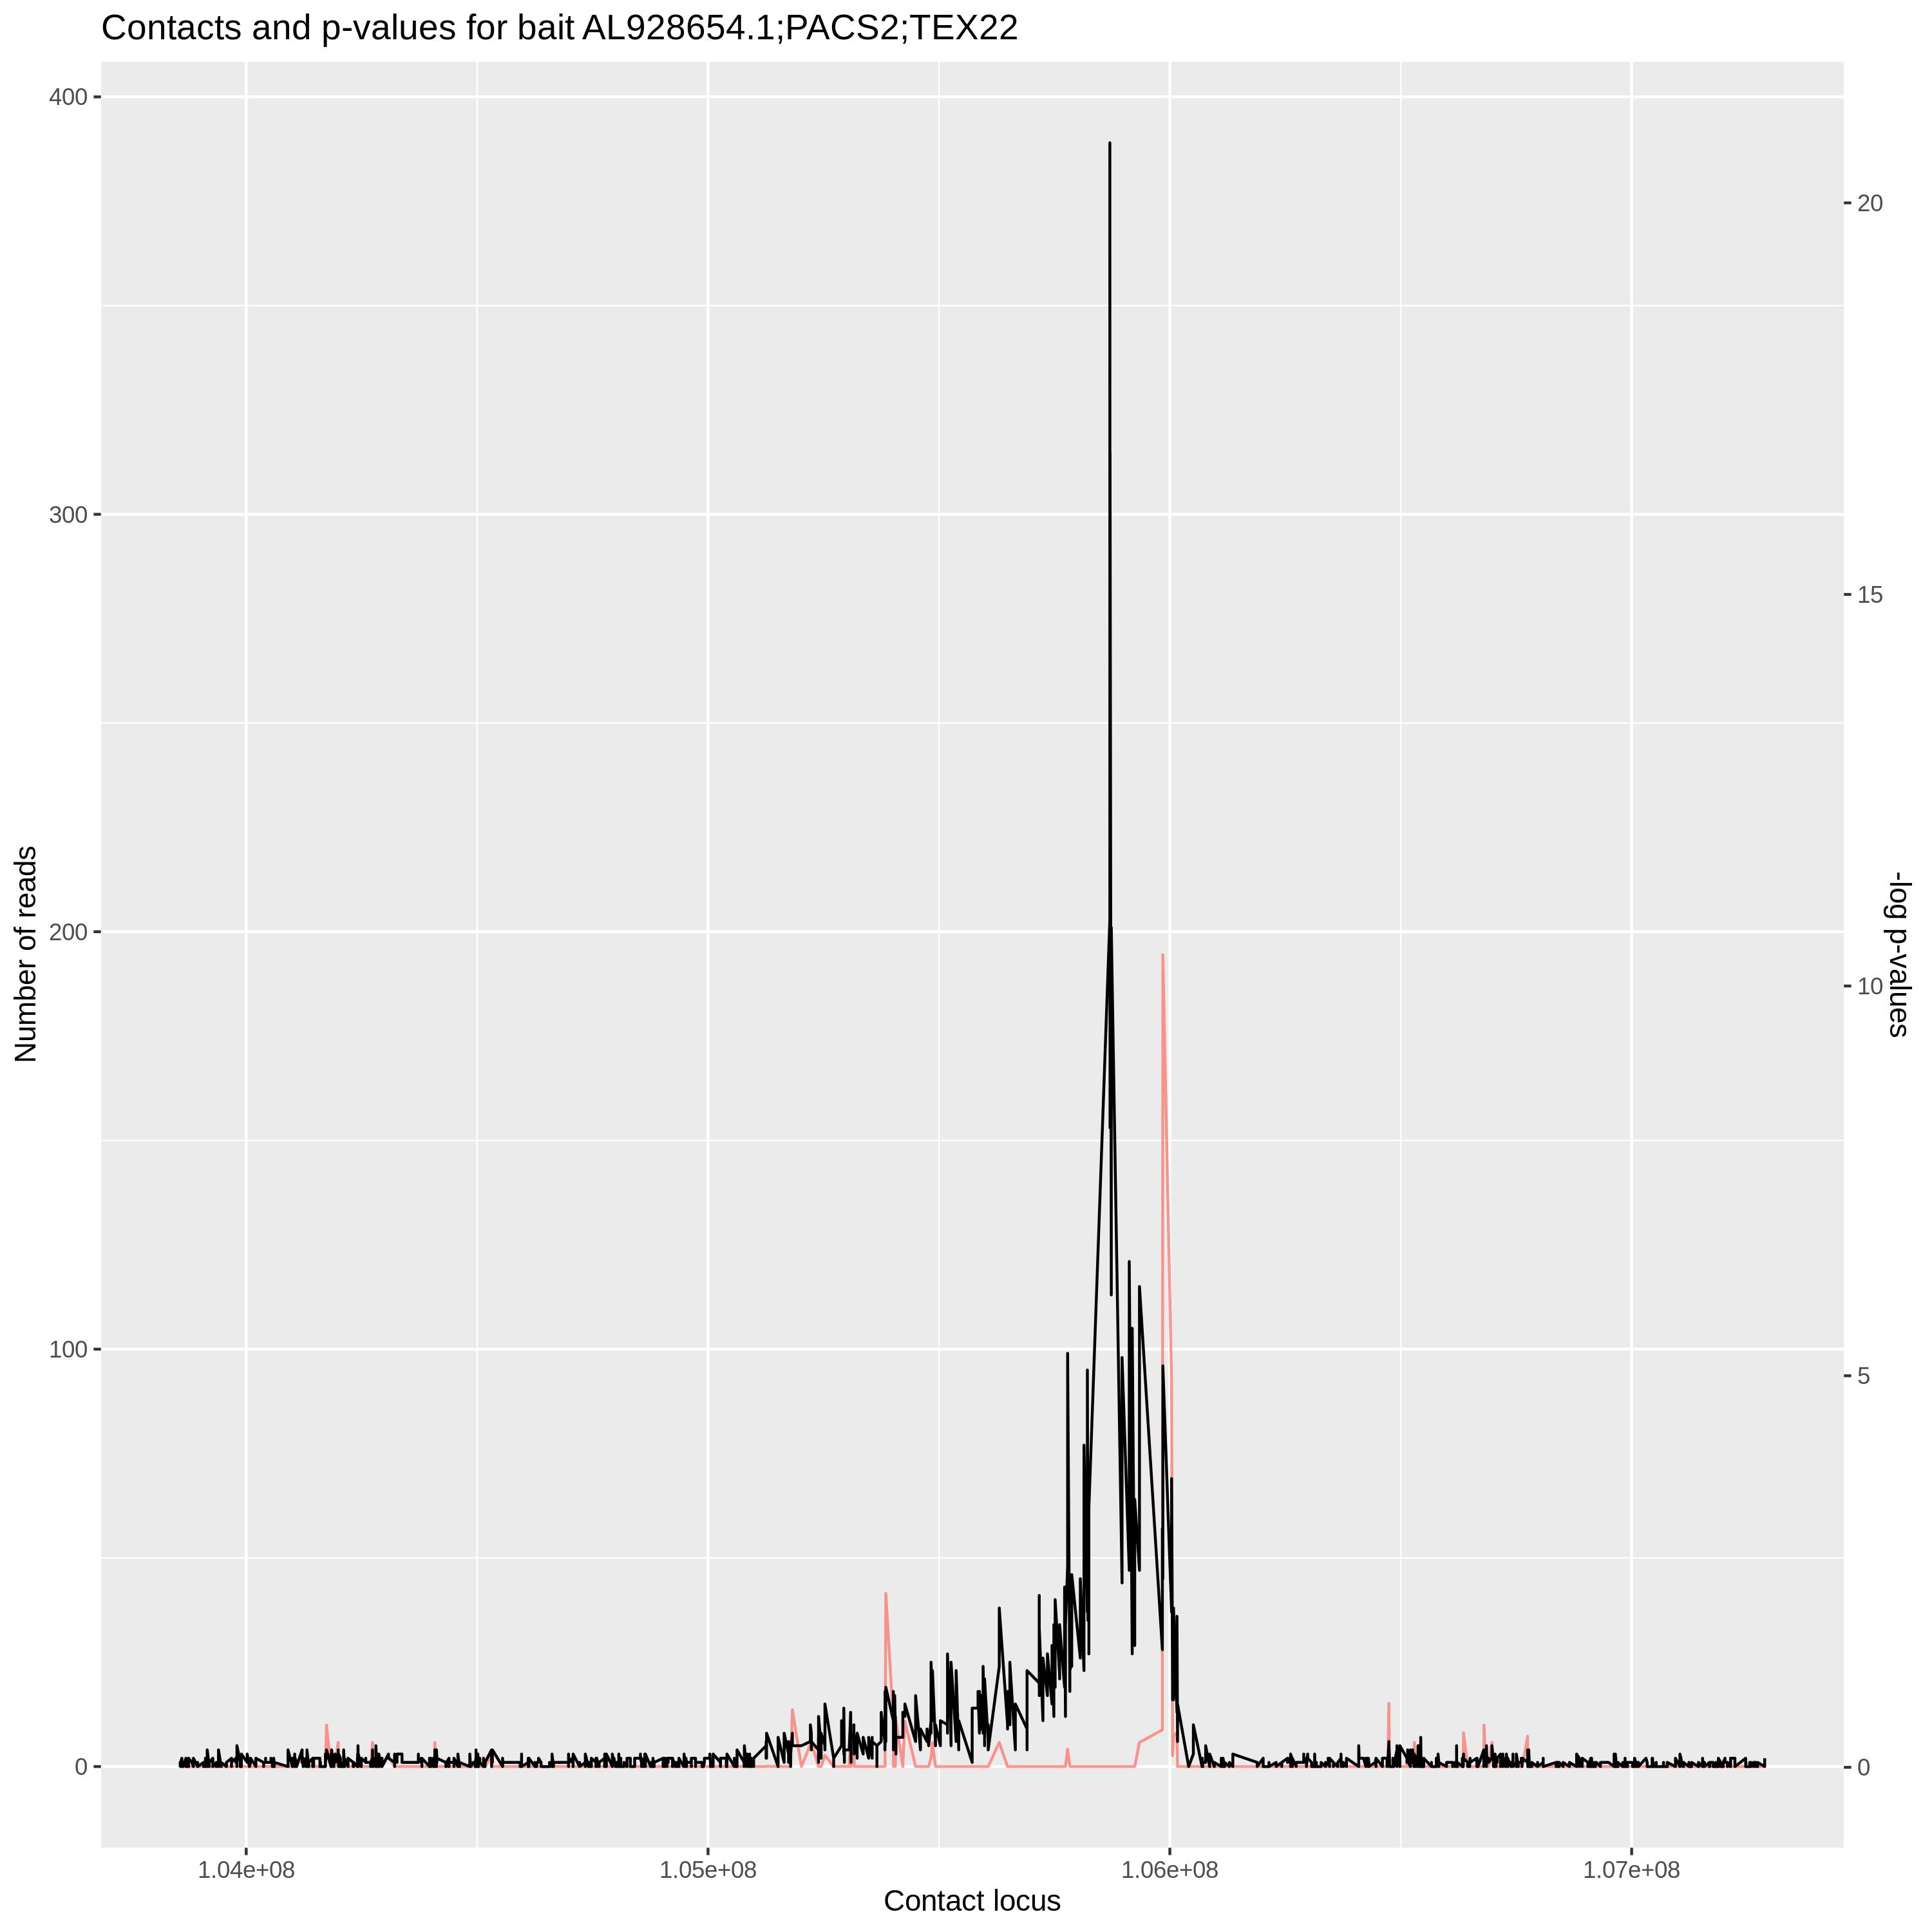 Contacts and p-values for bait AL928654.1;PACS2;TEX22
400
300
200
100
0
Number of reads
20
15
10
5
0
-log p-values
1.04e+08
1.05e+08
1.06e+08
1.07e+08
Contact locus